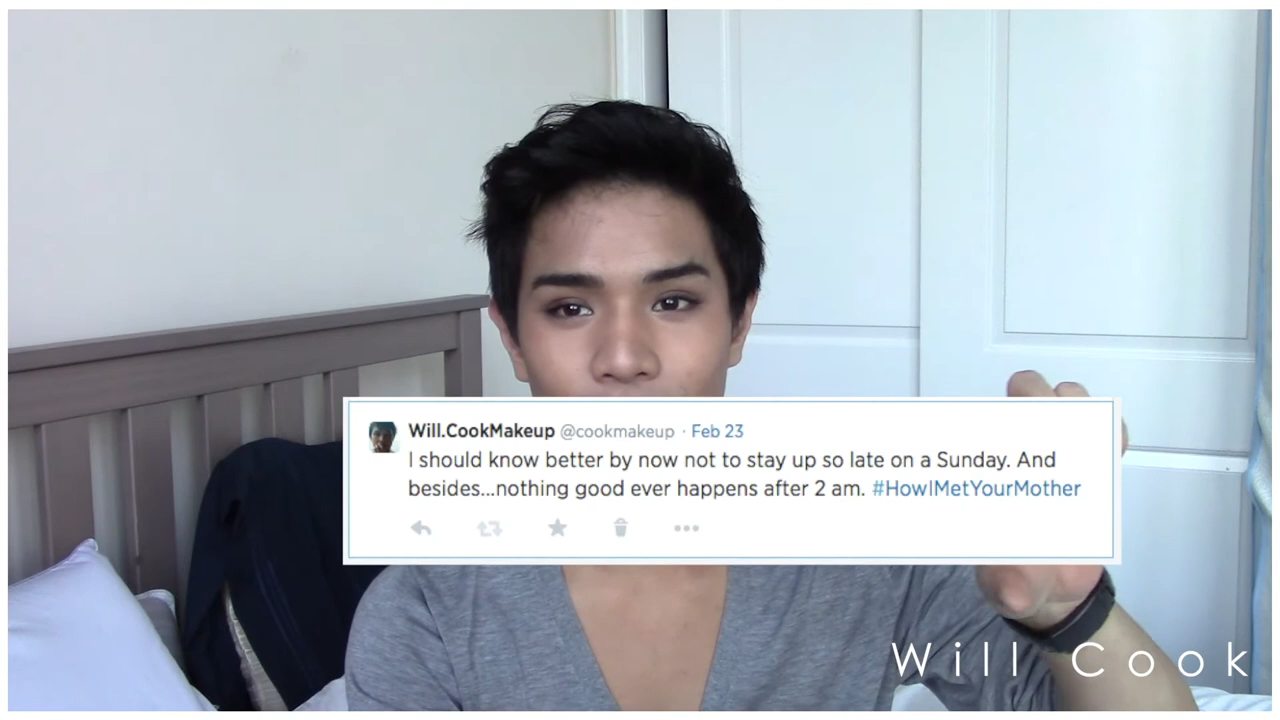 Will.CookMakeup @cookmakeup · Feb 23
I should know better by now not to stay up so late on a Sunday. And
besides...nothing good ever happens after 2 am. #HowIMetYourMother
Will Cook